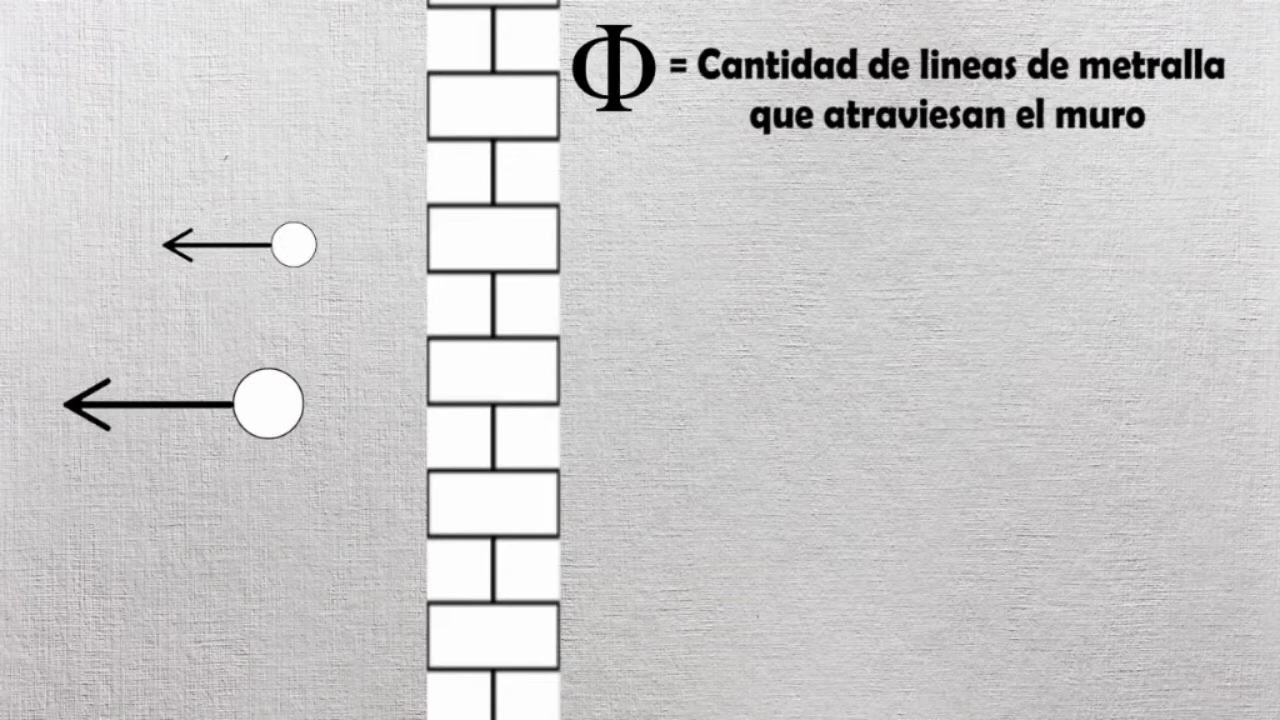 Φ = Cantidad de lineas de metralla
que atraviesan el muro